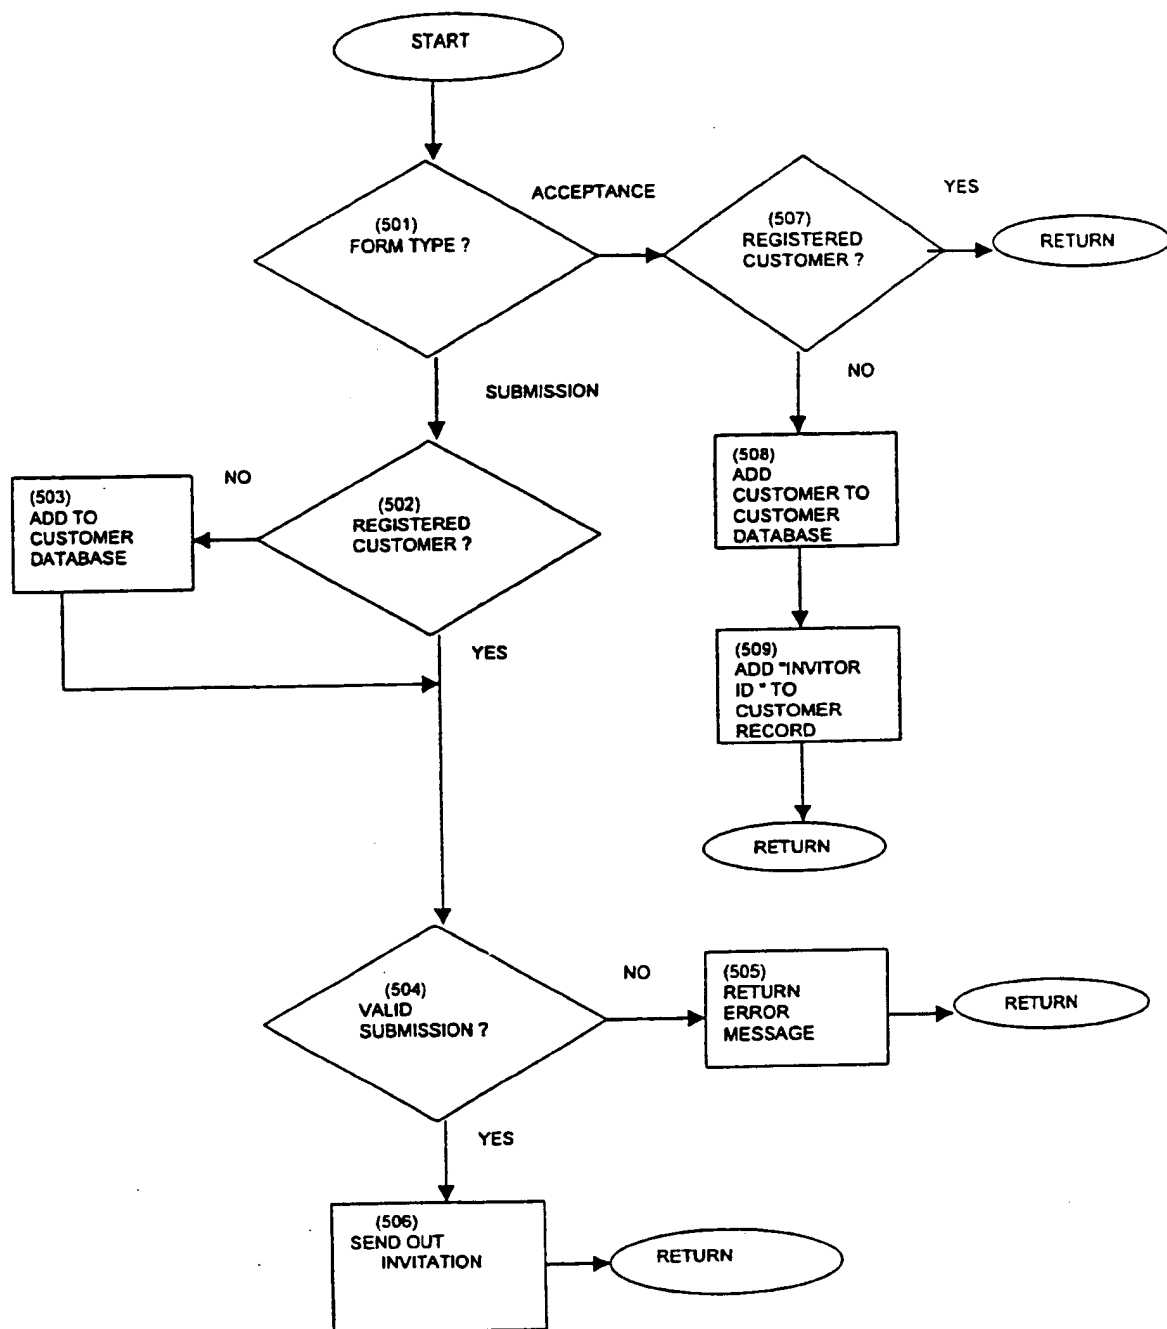 START
ACCEPTANCE
YES
(501)
FORM TYPE ?
(507)
REGISTERED
CUSTOMER ?
RETURN
NO
SUBMISSION
(508)
ADD
CUSTOMER TO
CUSTOMER
DATABASE
NO
(503)
ADD TO
CUSTOMER
DATABASE
(502)
REGISTERED
CUSTOMER ?
YES
(509)
ADD "INVITOR
ID " TO
CUSTOMER
RECORD
RETURN
(504)
VALID
SUBMISSION ?
NO
(505)
RETURN
ERROR
MESSAGE
RETURN
YES
(506)
SEND OUT
INVITATION
RETURN